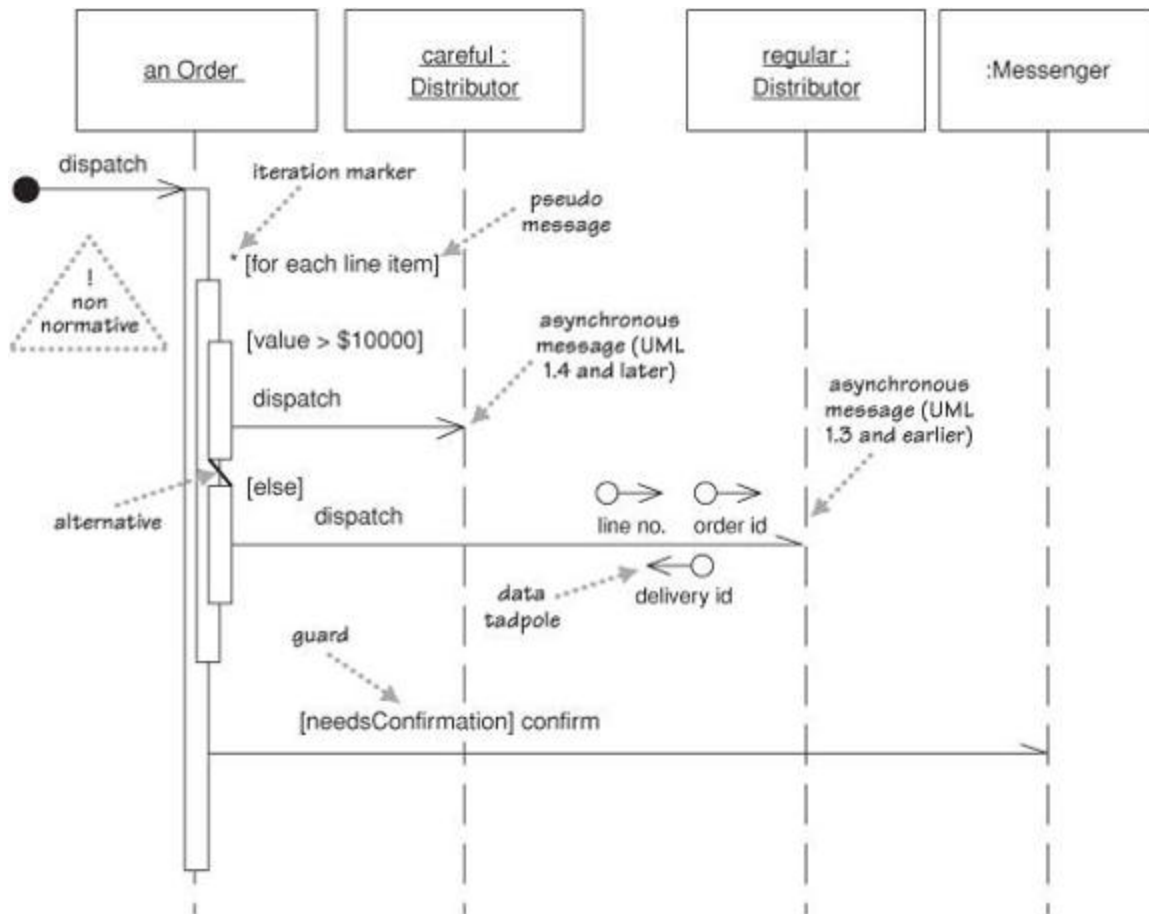 an Order
careful :
Distributor
regular :
Distributor
:Messenger
dispatch
iteration marker
pseudo
message
* [for each line item]
!
non
normative
[value > $10000]
asynchronous
message (UML
1.4 and later)
dispatch
asynchronous
message (UML
1.3 and earlier)
alternative
[else]
dispatch
line no.
order id
data
tadpole
delivery id
guard
[needsConfirmation] confirm